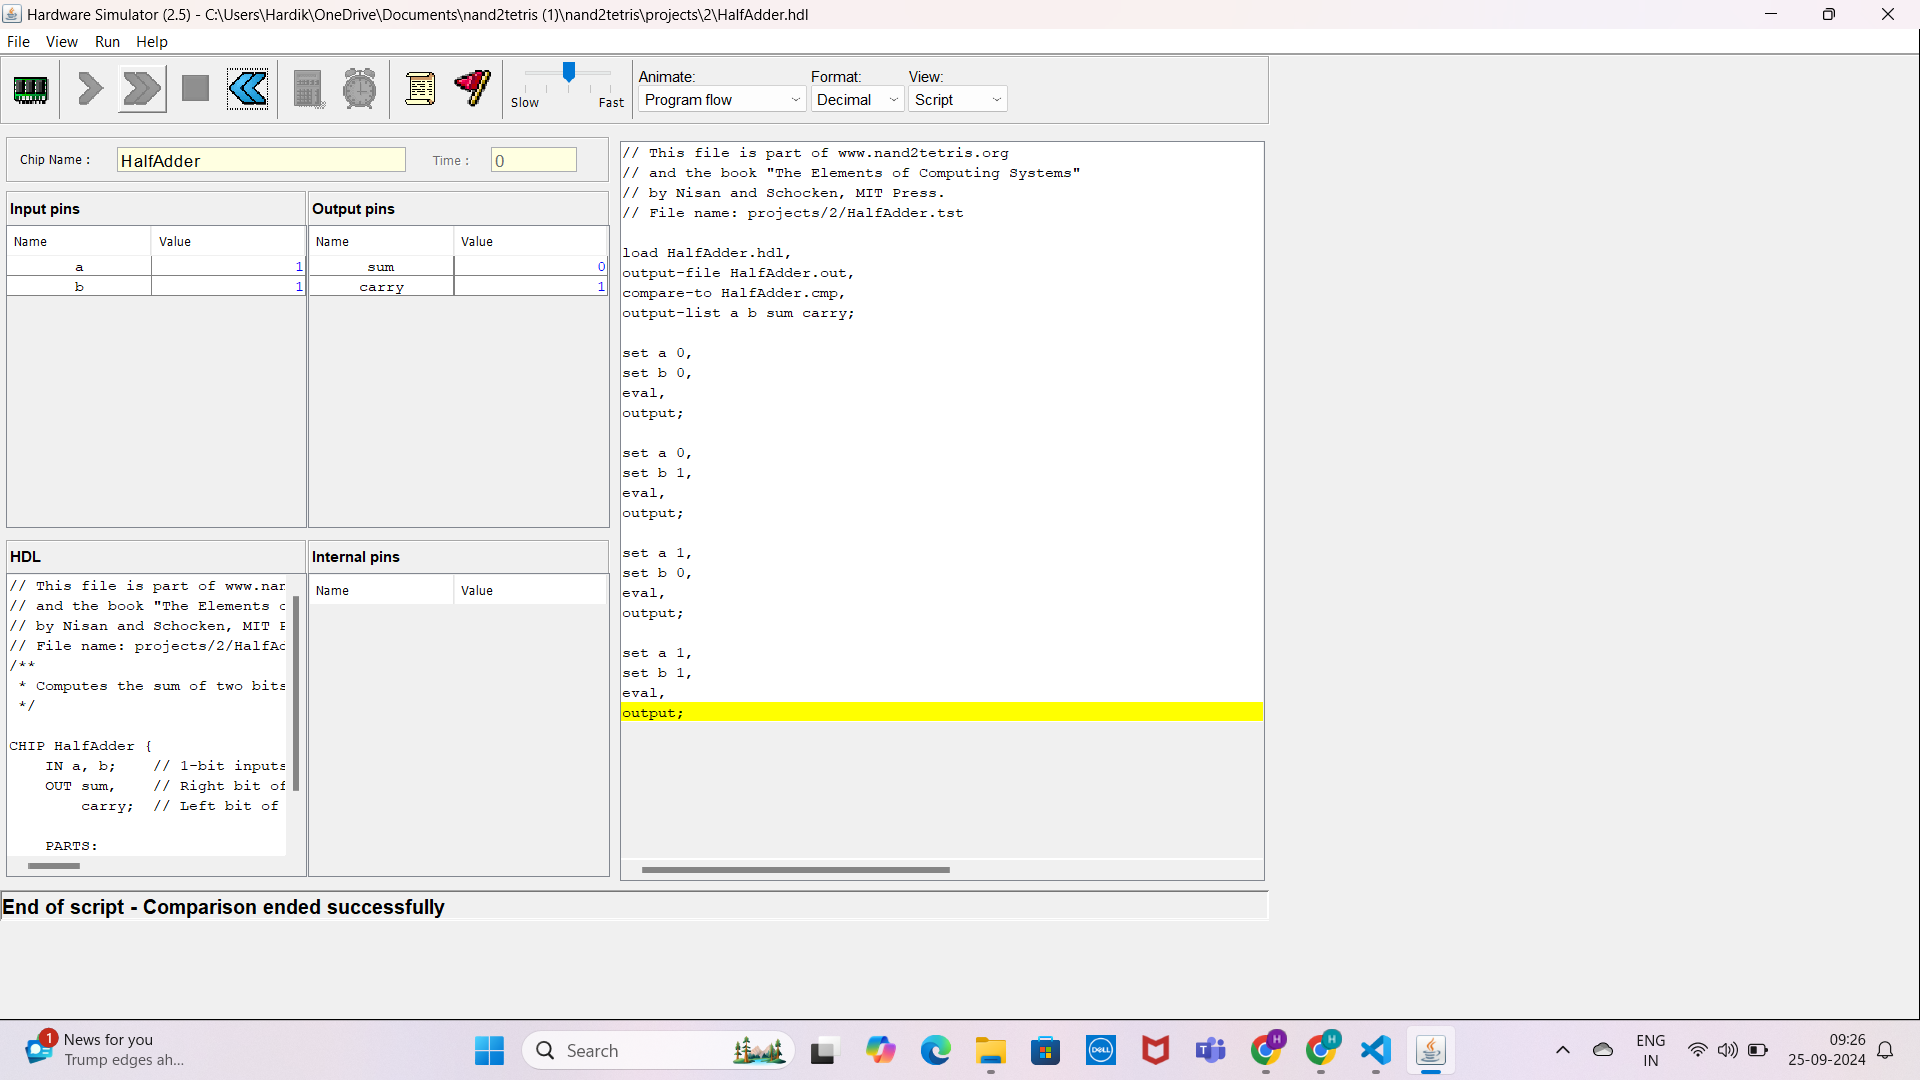 Hardware Simulator (2.5) - C:\Users\Hardik\OneDrive\Documents\nand2tetris (1)\nand2tetris\projects\2\HalfAdder.hdl
File View Run Help
Slow Fast
Animate: Format: View:
Program flow Decimal Script
Chip Name : HalfAdder Time : 0
Input pins
Name Value
a 1
b 1
Output pins
Name Value
sum 0
carry 1
HDL
// This file is part of www.nan
// and the book "The Elements o
// by Nisan and Schocken, MIT P
// File name: projects/2/HalfAd
/**
* Computes the sum of two bits
*/
CHIP HalfAdder {
IN a, b; // 1-bit inputs
OUT sum, // Right bit of
carry; // Left bit of
PARTS:
Internal pins
Name Value
// This file is part of www.nand2tetris.org
// and the book "The Elements of Computing Systems"
// by Nisan and Schocken, MIT Press.
// File name: projects/2/HalfAdder.tst
load HalfAdder.hdl,
output-file HalfAdder.out,
compare-to HalfAdder.cmp,
output-list a b sum carry;
set a 0,
set b 0,
eval,
output;
set a 0,
set b 1,
eval,
output;
set a 1,
set b 0,
eval,
output;
set a 1,
set b 1,
eval,
output;
End of script - Comparison ended successfully
1
News for you
Trump edges ah...
Search
DELL
H
H
ENG
IN
09:26
25-09-2024